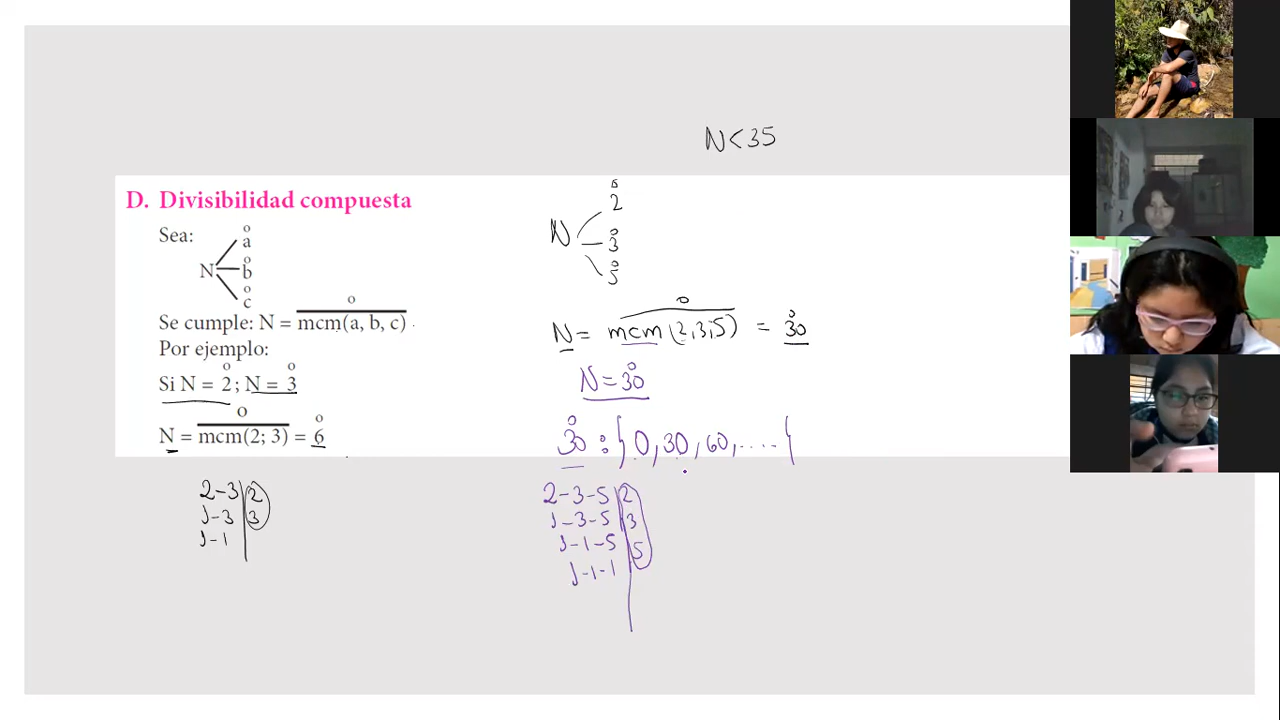 N<35
D. Divisibilidad compuesta
Sea:
N
o
a
o
b
o
c
o
Se cumple: N = mcm(a, b, c)
Por ejemplo:
o o
Si N = 2 ; N = 3
o o
N = mcm(2; 3) = 6
2-3 2
1-3 3
1-1
N
o
2
o
3
o
5
o o
N = mcm (2,3,5) = 30
o
N=30
o
30 : {0, 30, 60, ....}
2-3-5 2
1-3-5 3
1-1-5 5
1-1-1